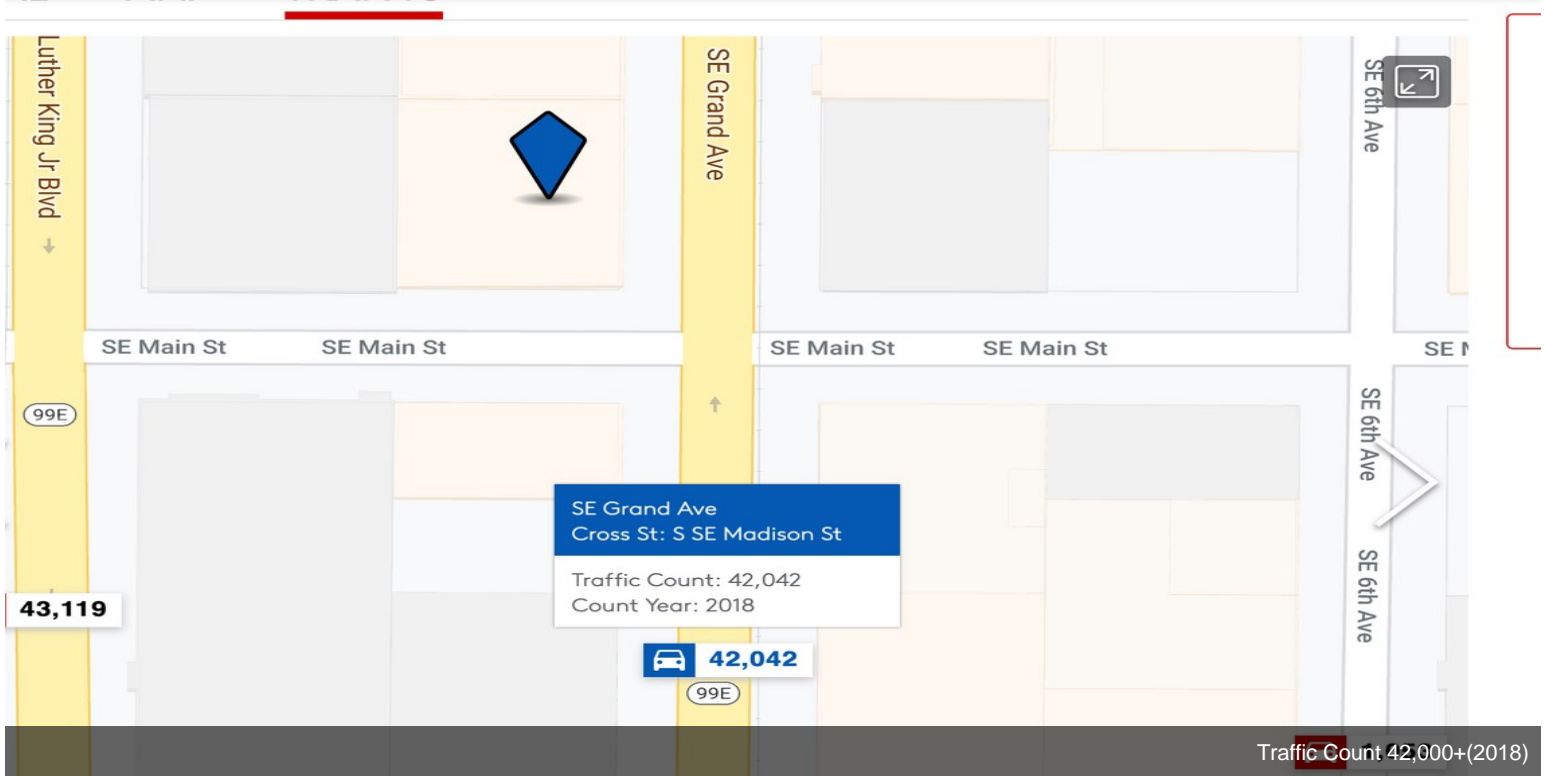 Luther King Jr Blvd
SE Grand Ave
SE 6th Ave
SE Main St
SE Main St
SE Main St
SE Main St
SE
99E
SE 6th Ave
SE Grand Ave
Cross St: S SE Madison St
Traffic Count: 42,042
Count Year: 2018
SE 6th Ave
43,119
42,042
99E
Traffic Count 42,000+(2018)